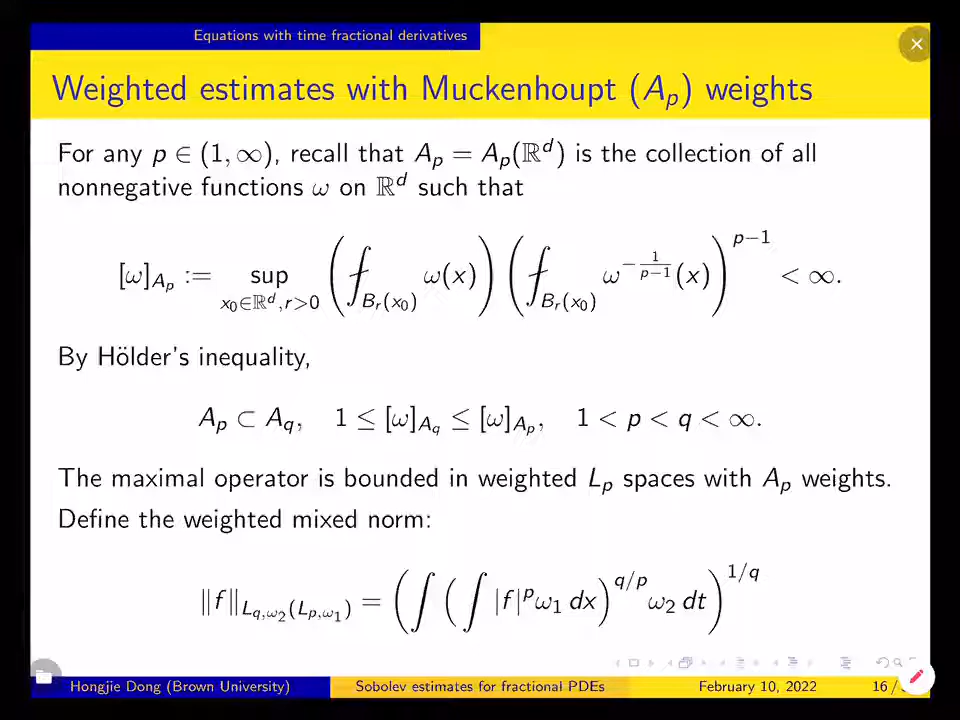 Equations with time fractional derivatives
Weighted estimates with Muckenhoupt (A_p) weights
For any p ∈ (1, ∞), recall that A_p = A_p(ℝ^d) is the collection of all
nonnegative functions ω on ℝ^d such that
[ω]_{A_p} := sup_{x_0∈ℝ^d, r>0} (⨍_{B_r(x_0)} ω(x)) (⨍_{B_r(x_0)} ω^{-1/(p-1)}(x))^{p-1} < ∞.
By Hölder's inequality,
A_p ⊂ A_q, 1 ≤ [ω]_{A_q} ≤ [ω]_{A_p}, 1 < p < q < ∞.
The maximal operator is bounded in weighted L_p spaces with A_p weights.
Define the weighted mixed norm:
‖f‖_{L_{q,ω_2}(L_{p,ω_1})} = (∫ (∫ |f|^p ω_1 dx)^{q/p} ω_2 dt)^{1/q}
Hongjie Dong (Brown University) Sobolev estimates for fractional PDEs February 10, 2022 16 /